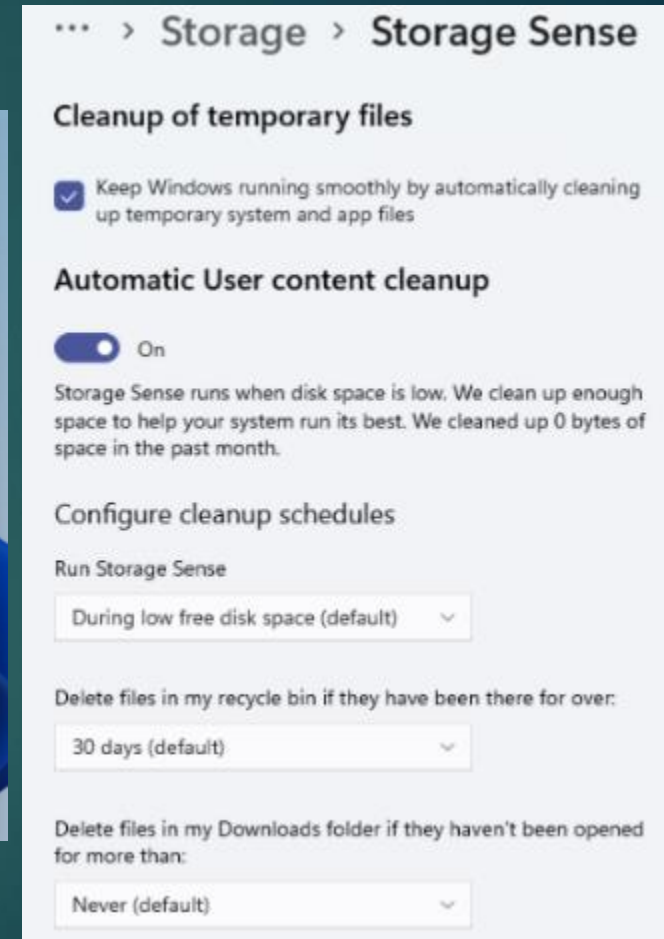 ... > Storage > Storage Sense
Cleanup of temporary files
Keep Windows running smoothly by automatically cleaning
up temporary system and app files
Automatic User content cleanup
On
Storage Sense runs when disk space is low. We clean up enough
space to help your system run its best. We cleaned up 0 bytes of
space in the past month.
Configure cleanup schedules
Run Storage Sense
During low free disk space (default)
Delete files in my recycle bin if they have been there for over:
30 days (default)
Delete files in my Downloads folder if they haven't been opened
for more than:
Never (default)